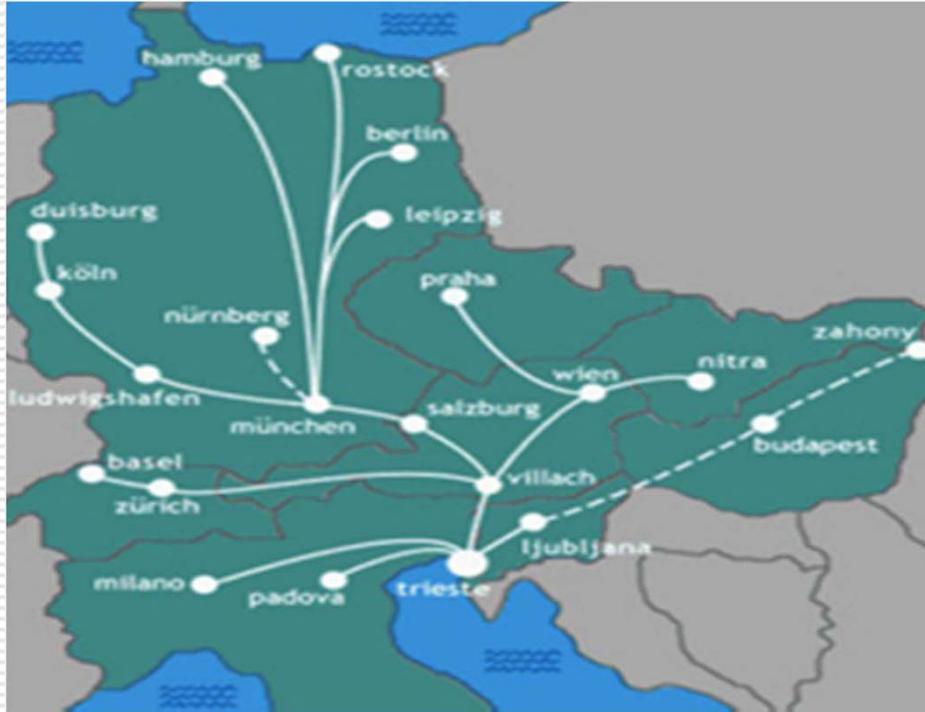 hamburg
rostock
berlin
duisburg
leipzig
köln
praha
nürnberg
zahony
nitra
wien
ludwigshafen
salzburg
münchen
budapest
basel
villach
zürich
ljubljana
milano
trieste
padova